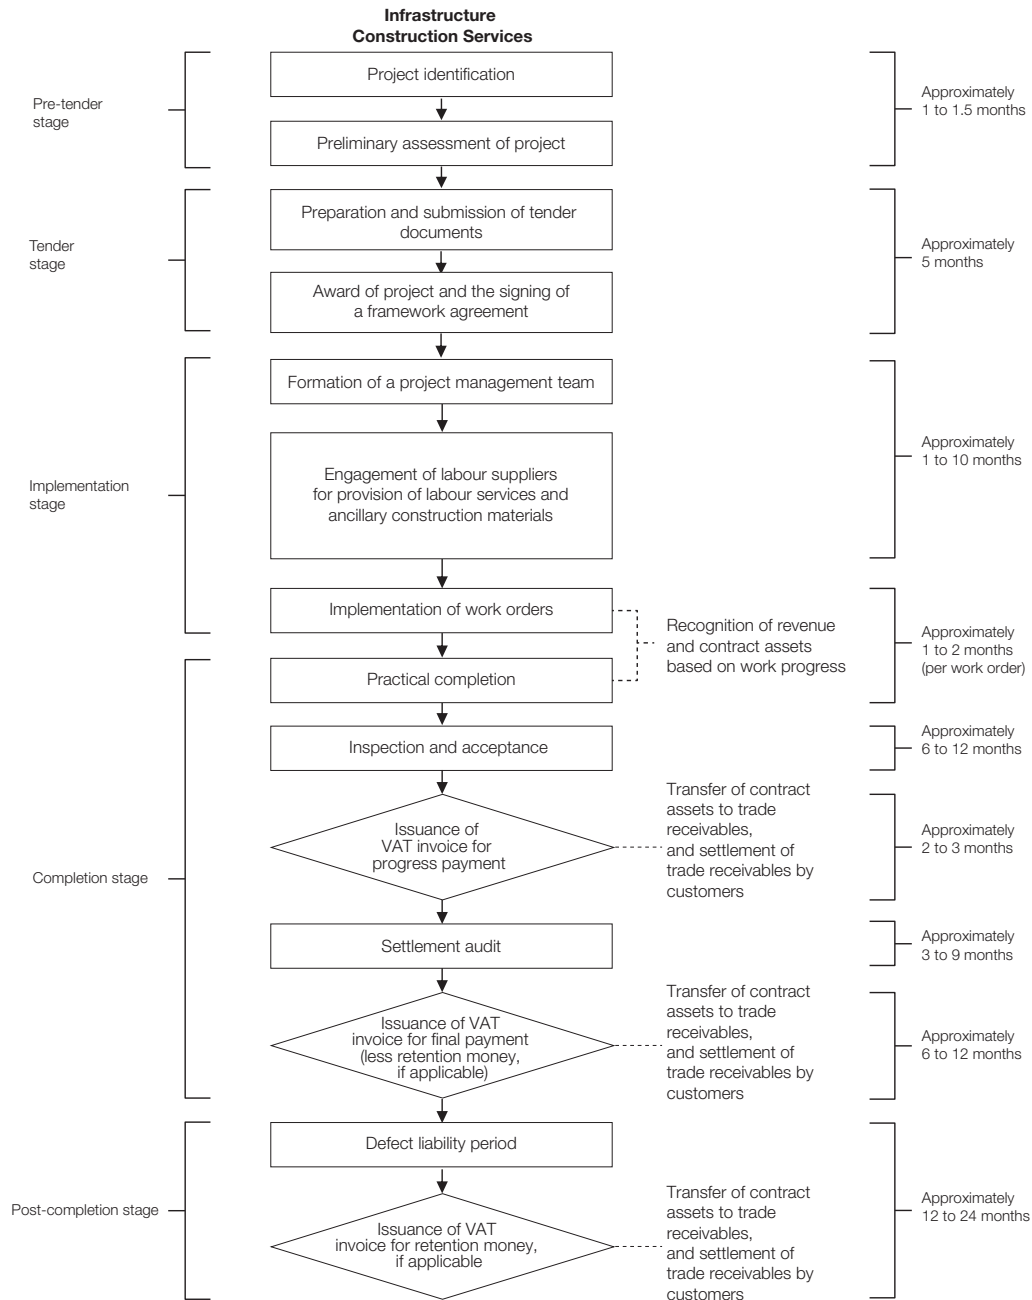 Infrastructure
Construction Services
Pre-tender
stage
Project identification
Preliminary assessment of project
Approximately
1 to 1.5 months
Tender
stage
Preparation and submission of tender
documents
Award of project and the signing of
a framework agreement
Approximately
5 months
Implementation
stage
Formation of a project management team
Engagement of labour suppliers
for provision of labour services and
ancillary construction materials
Approximately
1 to 10 months
Implementation of work orders
Recognition of revenue
and contract assets
based on work progress
Approximately
1 to 2 months
(per work order)
Completion stage
Practical completion
Inspection and acceptance
Approximately
6 to 12 months
Issuance of
VAT invoice for
progress payment
Transfer of contract
assets to trade
receivables,
and settlement of
trade receivables by
customers
Approximately
2 to 3 months
Settlement audit
Approximately
3 to 9 months
Issuance of VAT
invoice for final payment
(less retention money,
if applicable)
Transfer of contract
assets to trade
receivables,
and settlement of
trade receivables by
customers
Approximately
6 to 12 months
Post-completion stage
Defect liability period
Issuance of VAT
invoice for retention money,
if applicable
Transfer of contract
assets to trade
receivables,
and settlement of
trade receivables by
customers
Approximately
12 to 24 months